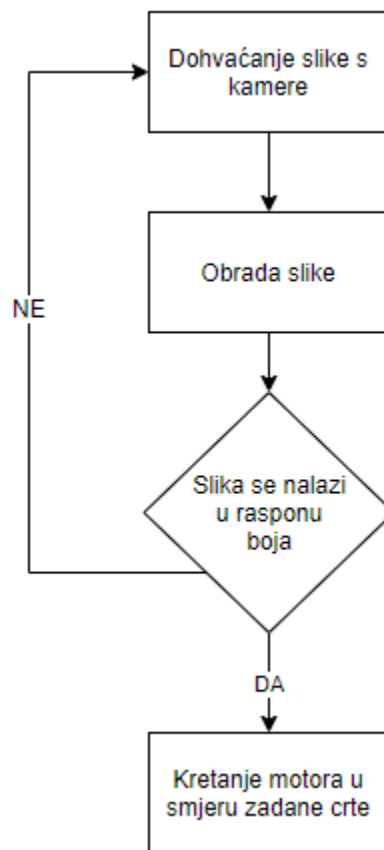 Dohvaćanje slike s
kamere
Obrada slike
NE
Slika se nalazi
u rasponu
boja
DA
Kretanje motora u
smjeru zadane crte